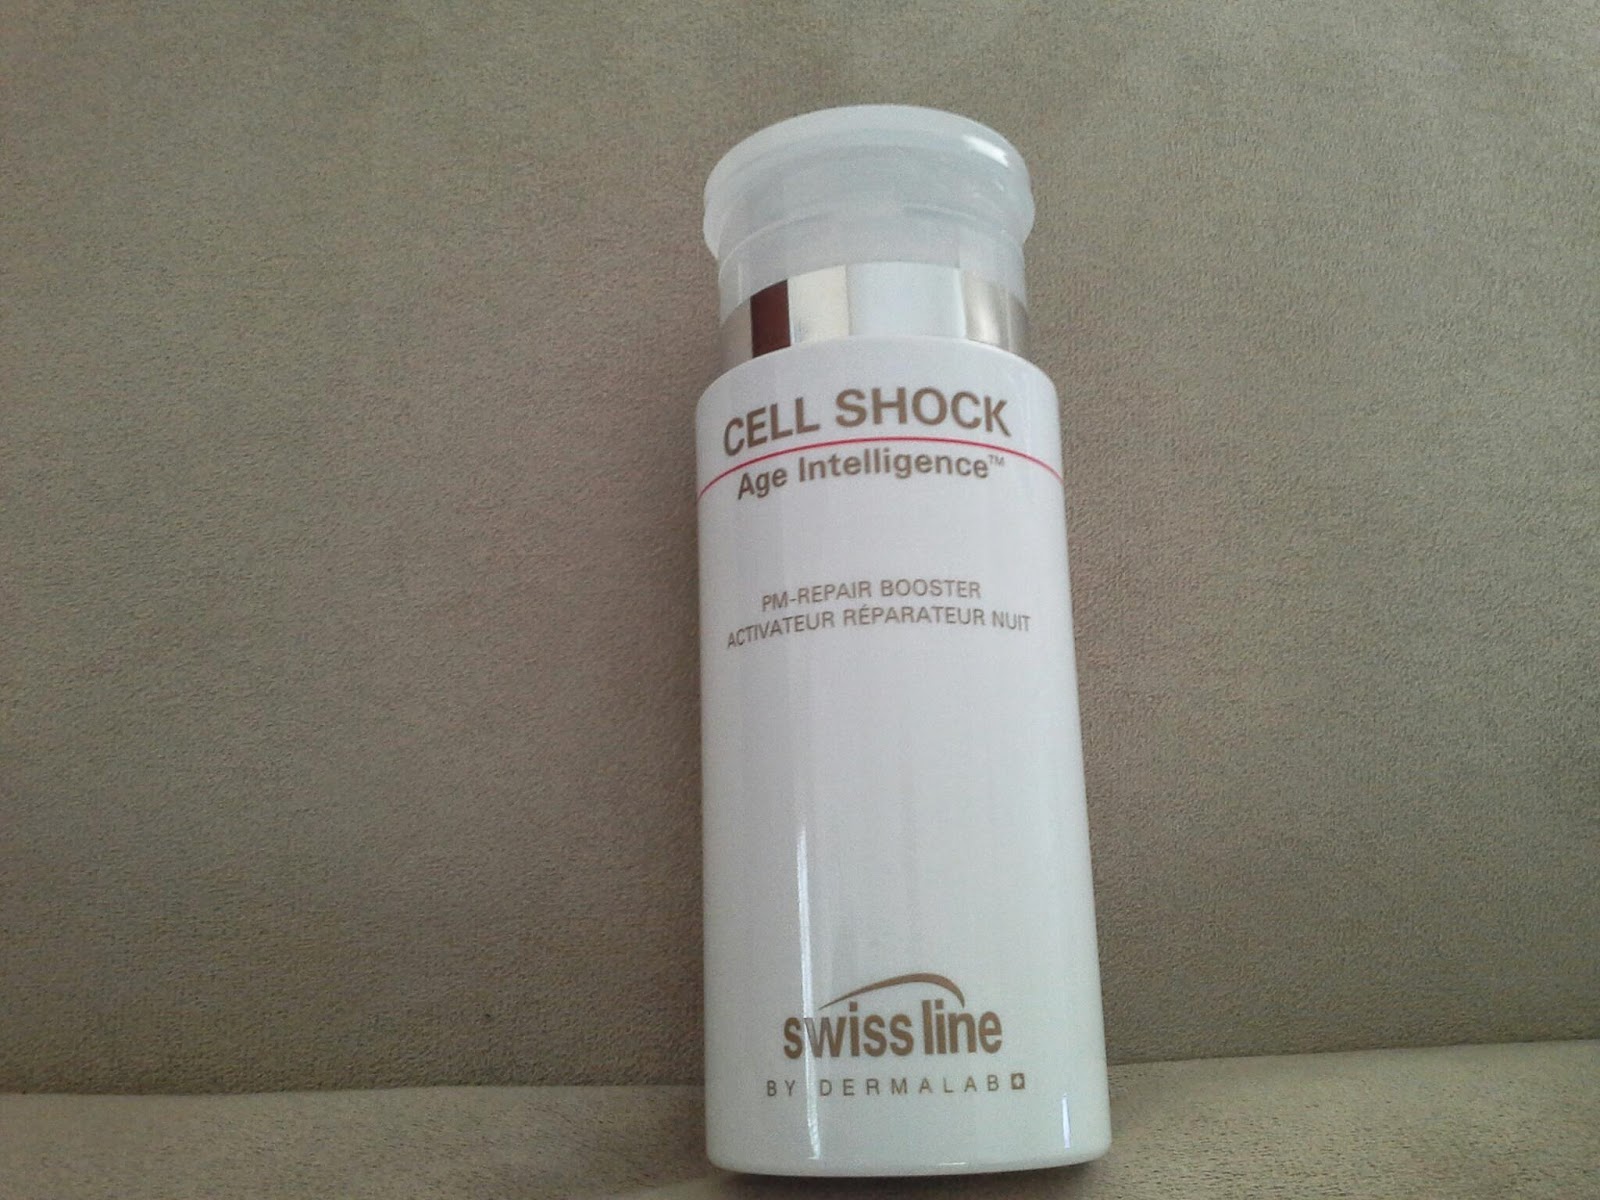 CELL SHOCK
Age Intelligence™
PM-REPAIR BOOSTER
ACTIVATEUR RÉPARATEUR NUIT
swiss line
BY DERMALAB